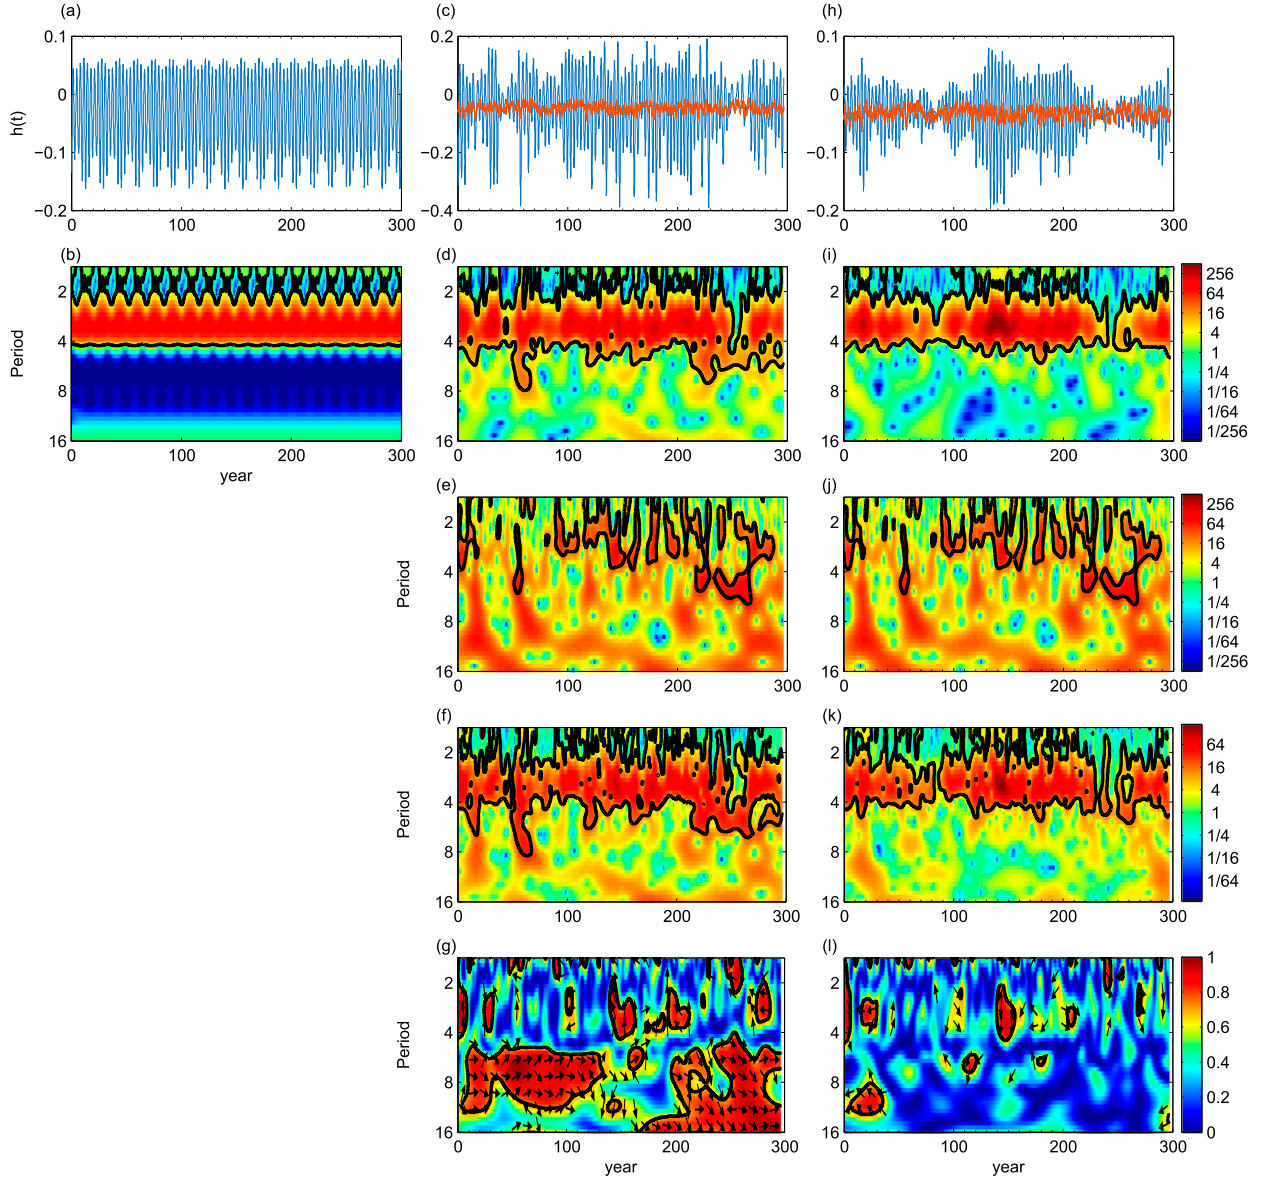 (a) (c) (h)
0.1 0.2 0.1
h(t) 0 0 0
−0.1 −0.2 −0.1
−0.2 −0.4 −0.2
0 100 200 300 0 100 200 300 0 100 200 300
(b) (d) (i)
Period 2 4 8 16 2 4 8 16 2 4 8 16
256 64 16 4 1 1/4 1/16 1/64 1/256
0 100 200 300 0 100 200 300 0 100 200 300
year
(e) (j)
Period 2 4 8 16 2 4 8 16
256 64 16 4 1 1/4 1/16 1/64 1/256
0 100 200 300 0 100 200 300
(f) (k)
Period 2 4 8 16 2 4 8 16
64 16 4 1 1/4 1/16 1/64
0 100 200 300 0 100 200 300
(g) (l)
Period 2 4 8 16 2 4 8 16
1 0.8 0.6 0.4 0.2 0
0 100 200 300 0 100 200 300
year year